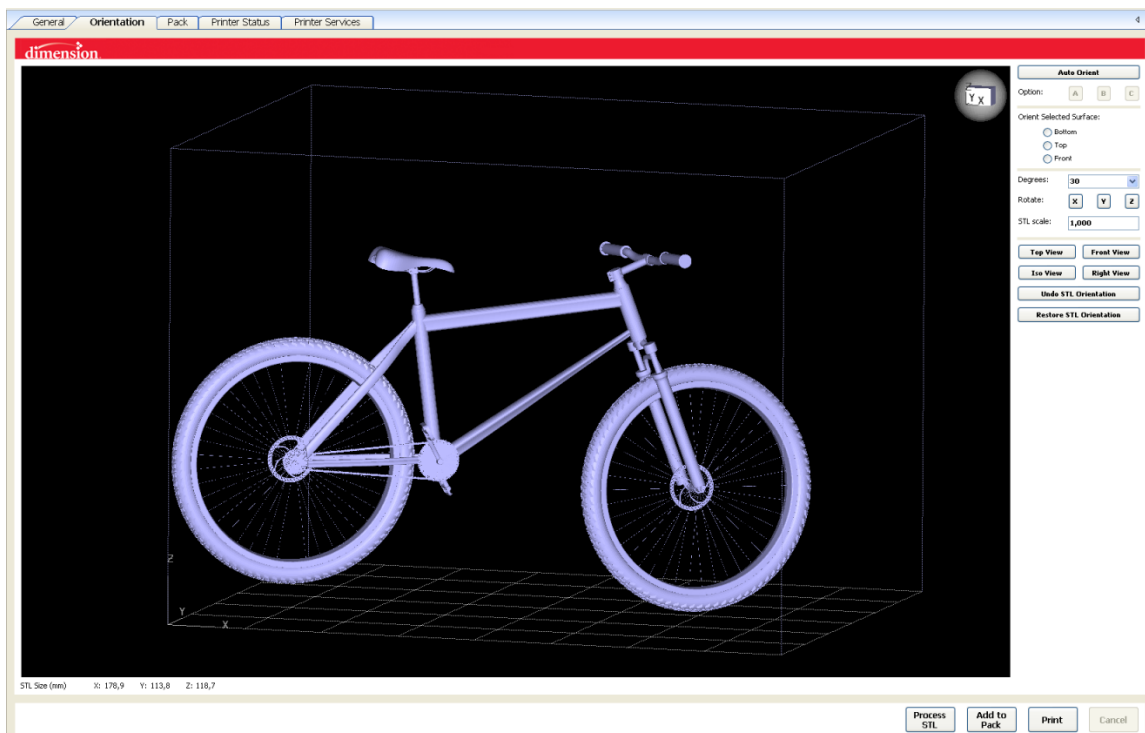 General Orientation Pack Printer Status Printer Services
dimension
Y X
Auto Orient
Option: A B C
Orient Selected Surface:
Bottom
Top
Front
Degrees: 30
Rotate: X Y Z
STL scale: 1,000
Top View Front View
Iso View Right View
Undo STL Orientation
Restore STL Orientation
Z
Y
X
STL Size (mm) X: 178,9 Y: 113,8 Z: 118,7
Process STL
Add to Pack
Print
Cancel